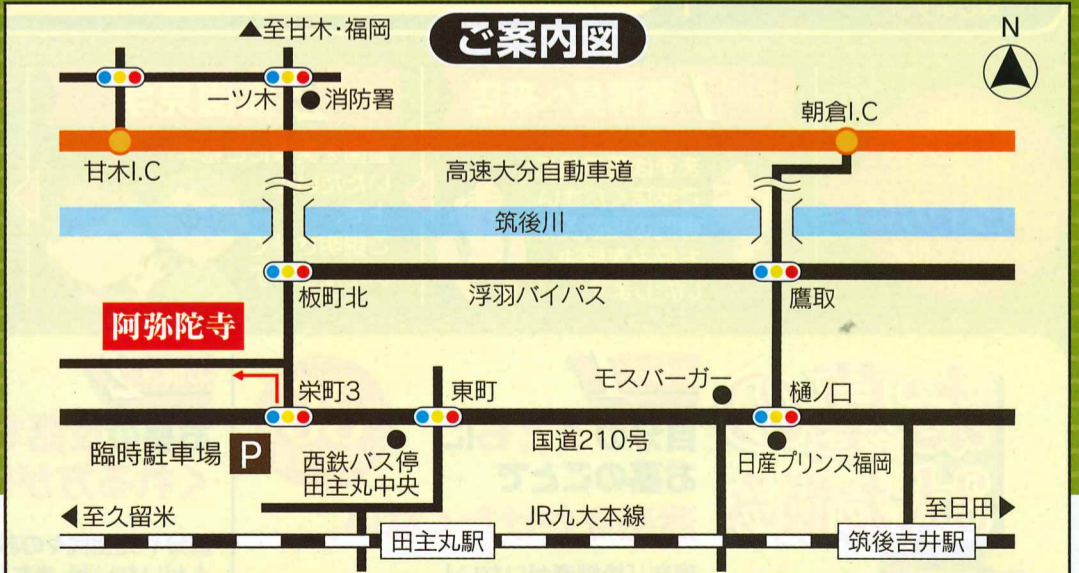 ご案内図
N
▲至甘木・福岡
一ツ木
消防署
朝倉I.C
甘木I.C
高速大分自動車道
筑後川
板町北
浮羽バイパス
鷹取
阿弥陀寺
栄町3
東町
モスバーガー
樋ノ口
臨時駐車場 P
西鉄バス停
田主丸中央
国道210号
日産プリンス福岡
◀至久留米
JR九大本線
至日田▶
田主丸駅
筑後吉井駅